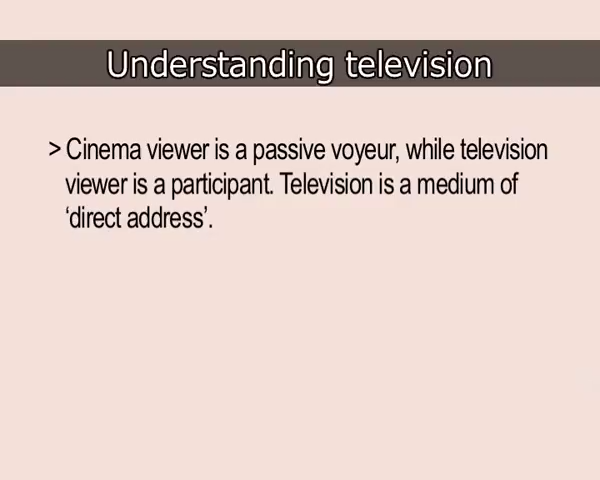 Understanding television
> Cinema viewer is a passive voyeur, while television
viewer is a participant. Television is a medium of
‘direct address’.